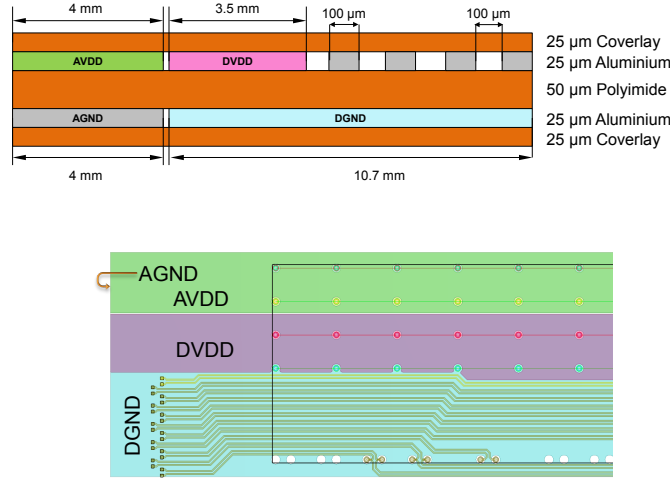 4 mm
3.5 mm
100 µm
100 µm
25 µm Coverlay
AVDD
DVDD
25 µm Aluminium
50 µm Polyimide
AGND
DGND
25 µm Aluminium
25 µm Coverlay
4 mm
10.7 mm
AGND
AVDD
DVDD
DGND